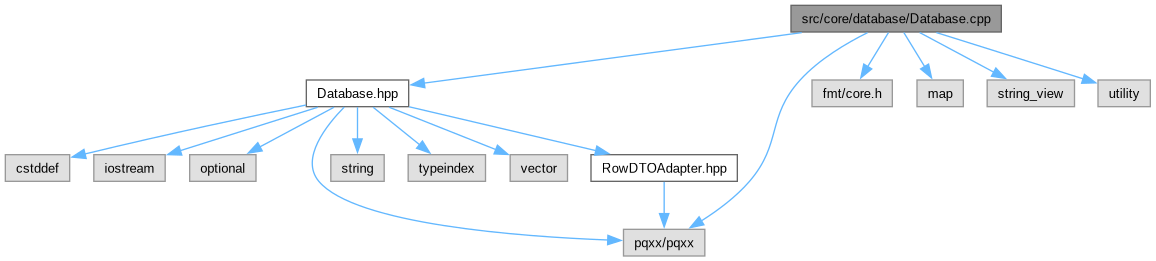 src/core/database/Database.cpp
Database.hpp
fmt/core.h
map
string_view
utility
cstddef
iostream
optional
string
typeindex
vector
RowDTOAdapter.hpp
pqxx/pqxx